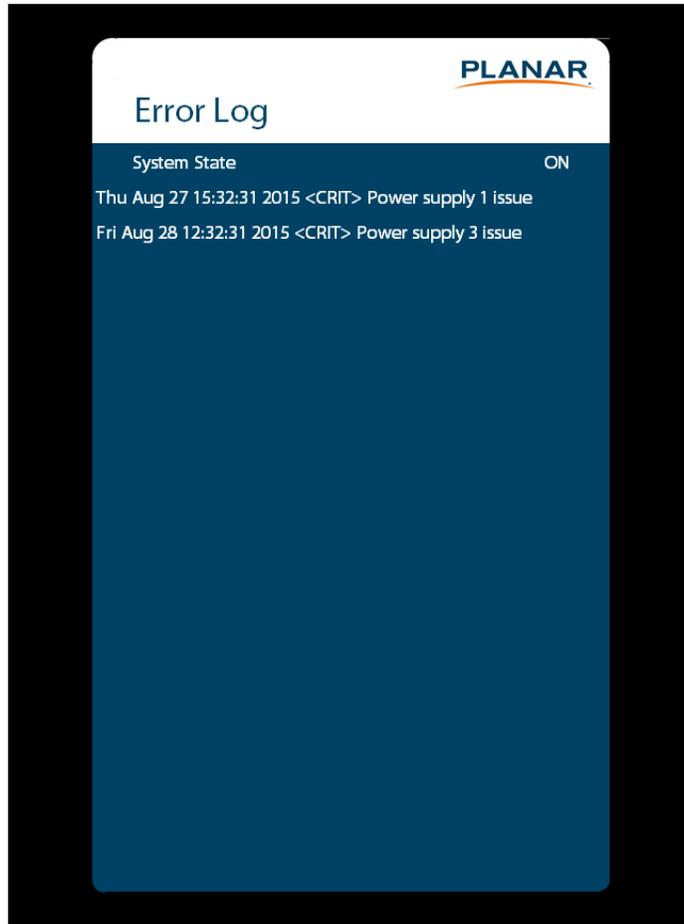 PLANAR
Error Log
System State ON
Thu Aug 27 15:32:31 2015 <CRIT> Power supply 1 issue
Fri Aug 28 12:32:31 2015 <CRIT> Power supply 3 issue